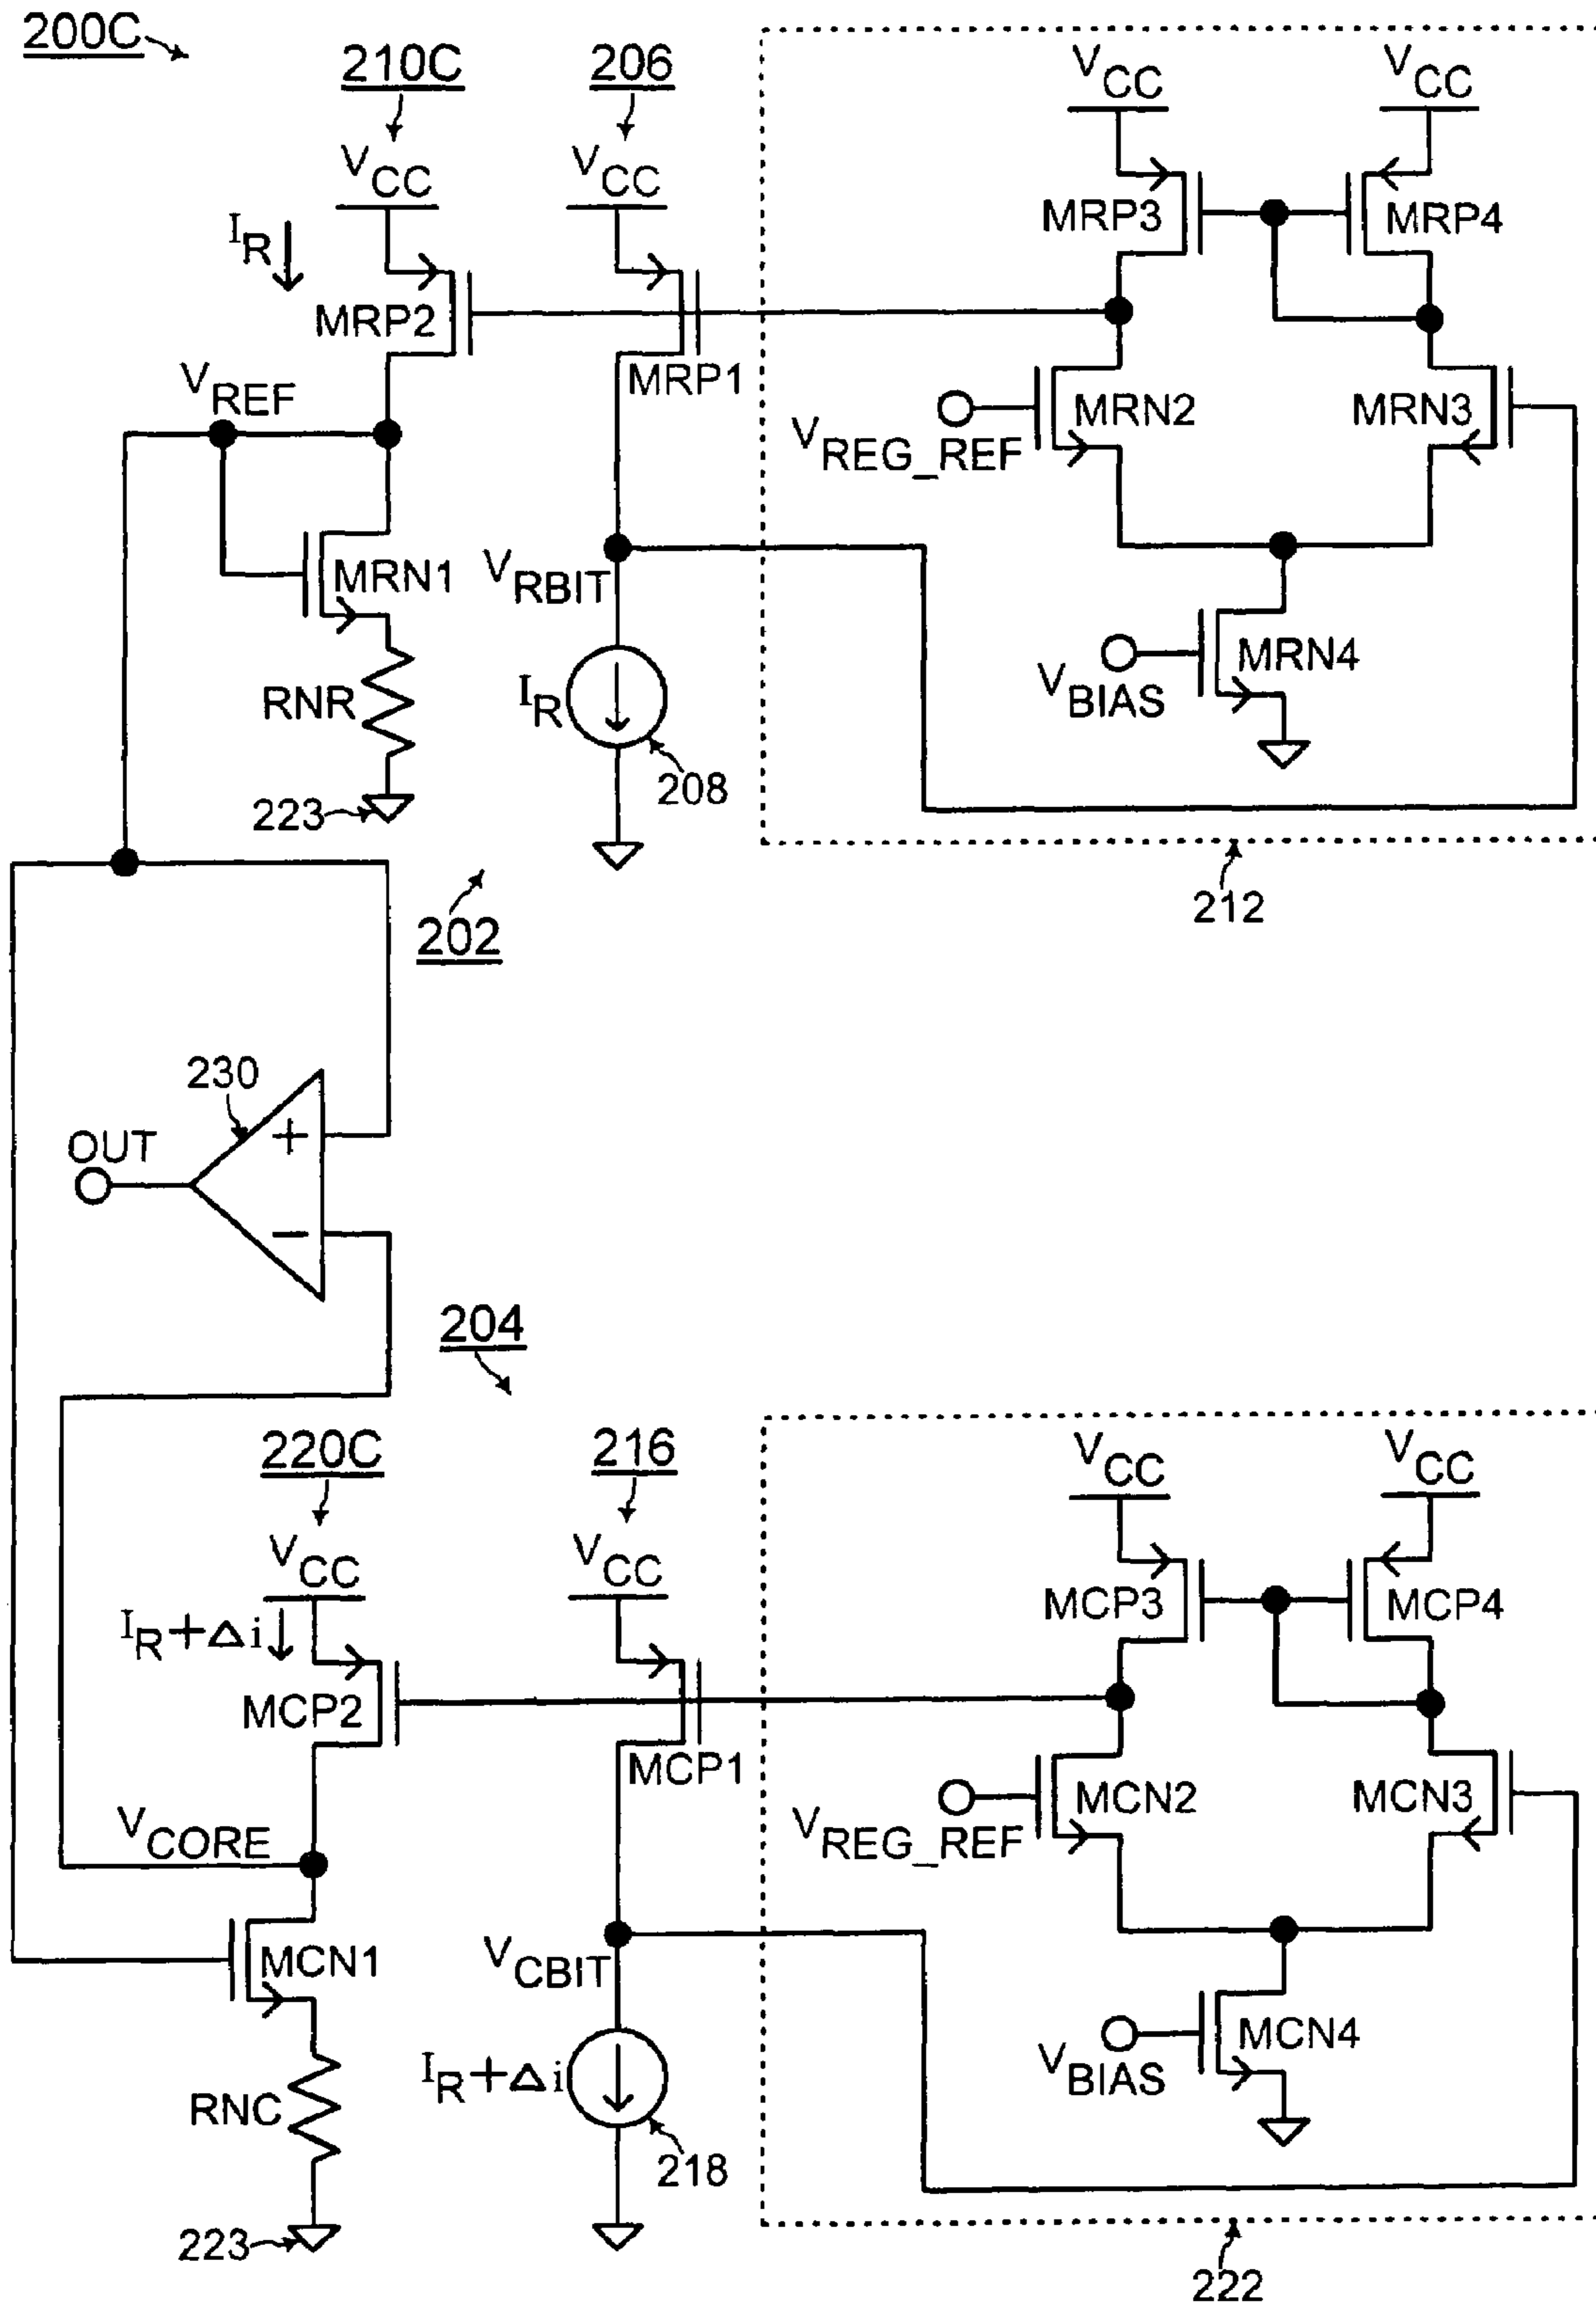 200C
210C
206
VCC
VCC
VCC
VCC
IR
MRP2
MRP1
MRP3
MRP4
VREF
VREG_REF
MRN2
MRN3
MRN1
VRBIT
RNR
IR
VBIAS
MRN4
223
208
202
212
230
OUT
+
−
204
220C
216
VCC
VCC
VCC
VCC
IR+Δi
MCP2
MCP1
MCP3
MCP4
VCORE
VREG_REF
MCN2
MCN3
MCN1
VCBIT
RNC
IR+Δi
VBIAS
MCN4
223
218
222